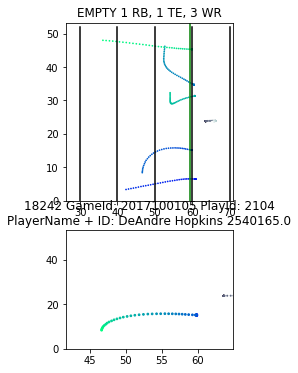 EMPTY 1 RB, 1 TE, 3 WR
50
40
30
20
10
0
30 40 50 60 70
18242 GameId: 2017100105 PlayId: 2104
PlayerName + ID: DeAndre Hopkins 2540165.0
40
20
0
45 50 55 60